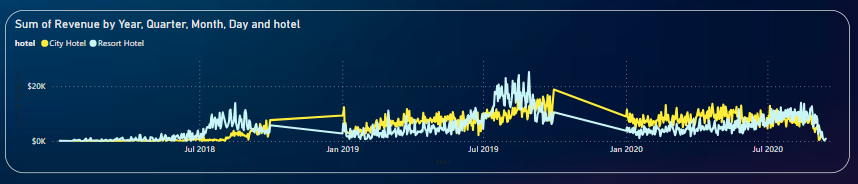 Sum of Revenue by Year, Quarter, Month, Day and hotel
hotel City Hotel Resort Hotel
$20K
$0K
Jul 2018 Jan 2019 Jul 2019 Jan 2020 Jul 2020